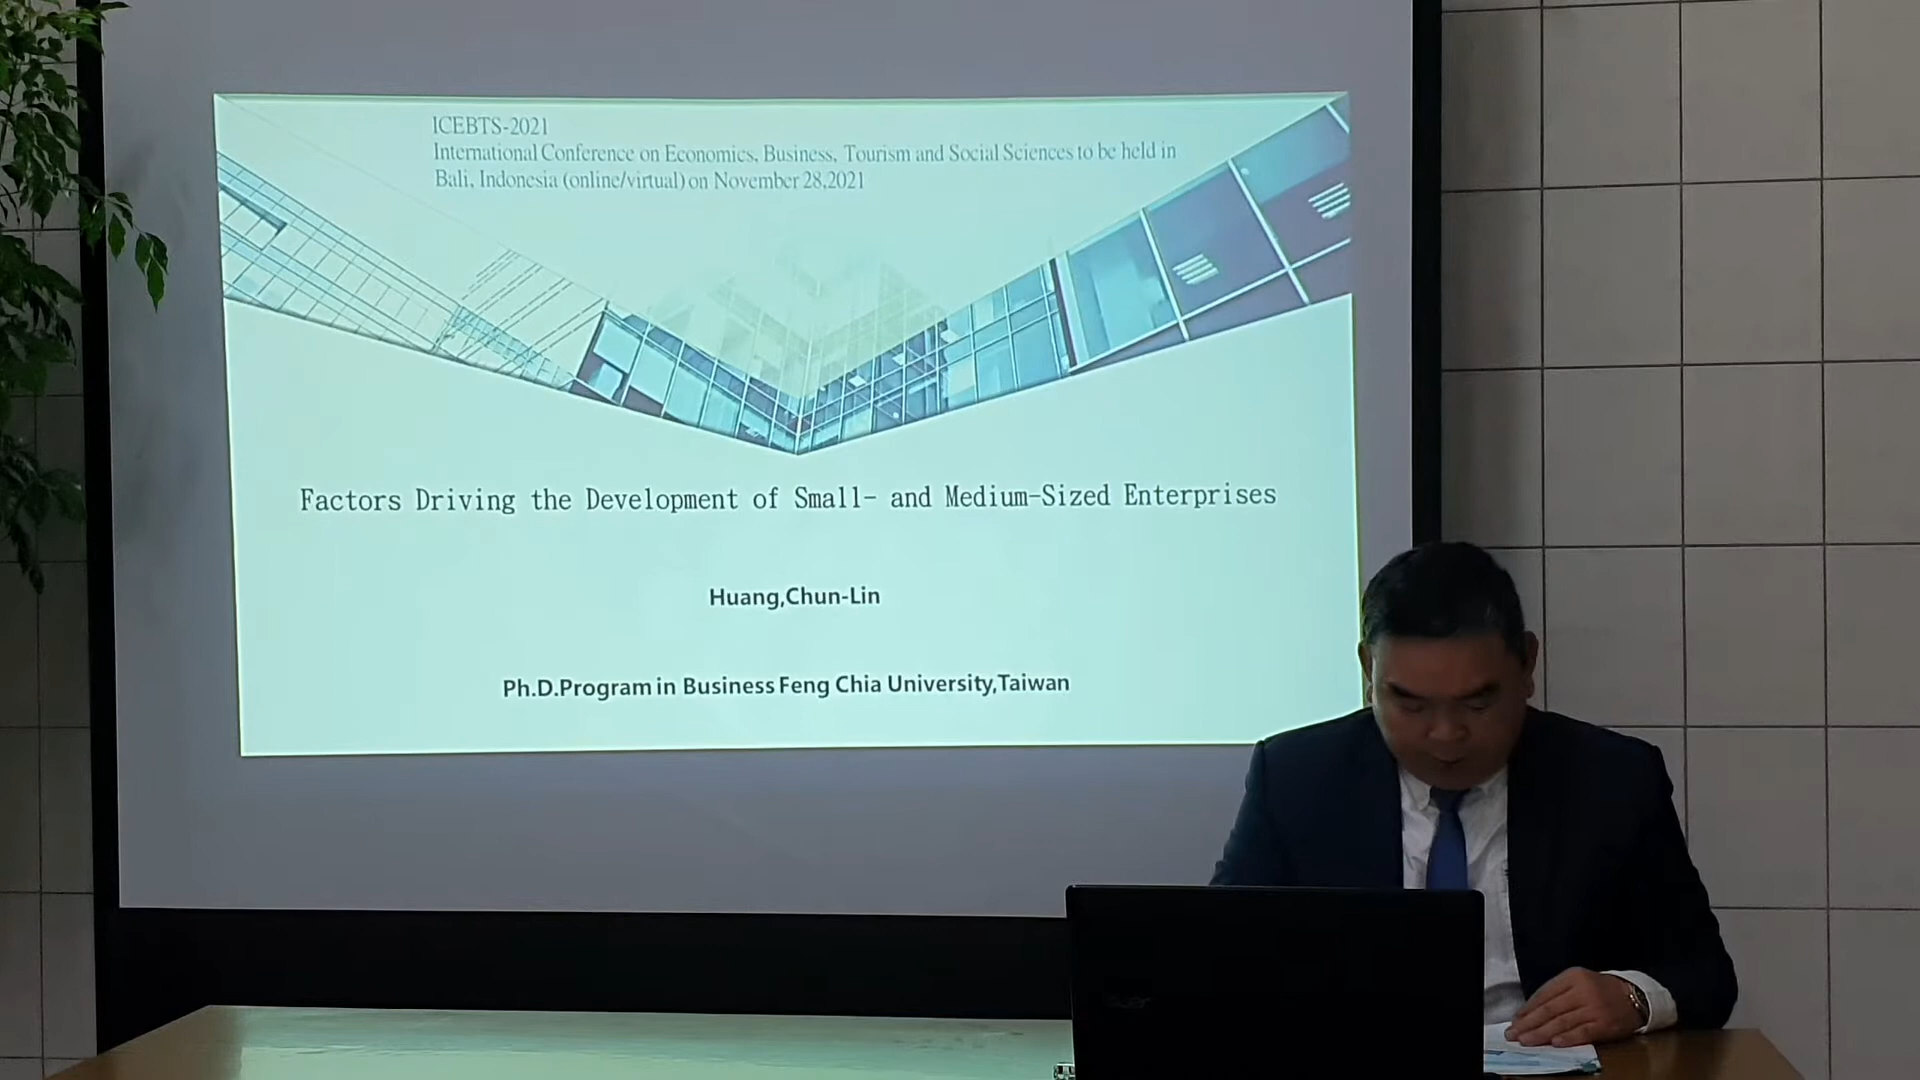 ICEBTS-2021
International Conference on Economics, Business, Tourism and Social Sciences to be held in
Bali, Indonesia (online/virtual) on November 28,2021
Factors Driving the Development of Small- and Medium-Sized Enterprises
Huang,Chun-Lin
Ph.D.Program in Business Feng Chia University,Taiwan